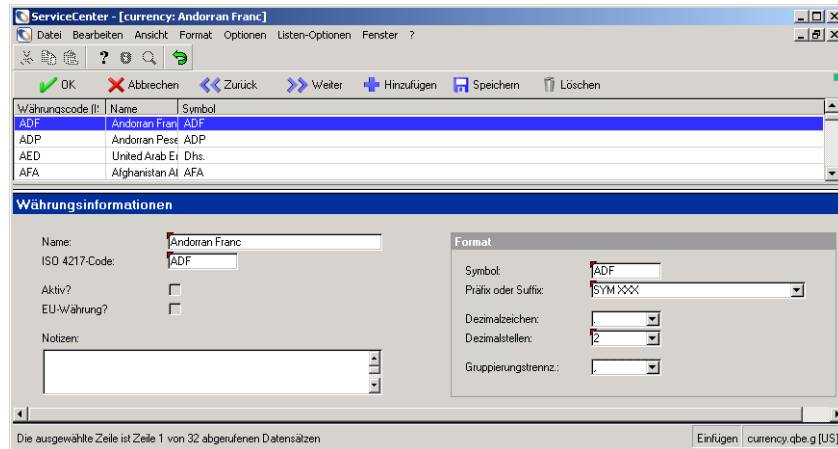 ServiceCenter - [currency: Andorran Franc]
Datei Bearbeiten Ansicht Format Optionen Listen-Optionen Fenster ?
OK Abbrechen Zurück Weiter Hinzufügen Speichern Löschen
Währungscode (I: Name Symbol
ADF Andorran Fran ADF
ADP Andorran Pese ADP
AED United Arab E Dhs.
AFA Afghanistan Af AFA
Währungsinformationen
Name: Andorran Franc
ISO 4217-Code: ADF
Aktiv?
EU-Währung?
Notizen:
Format
Symbol: ADF
Präfix oder Suffix: SYM XXX
Dezimalzeichen: .
Dezimalstellen: 2
Gruppierungstrennz.: ,
Die ausgewählte Zeile ist Zeile 1 von 32 abgerufenen Datensätzen
Einfügen currency.qbe.g [US]